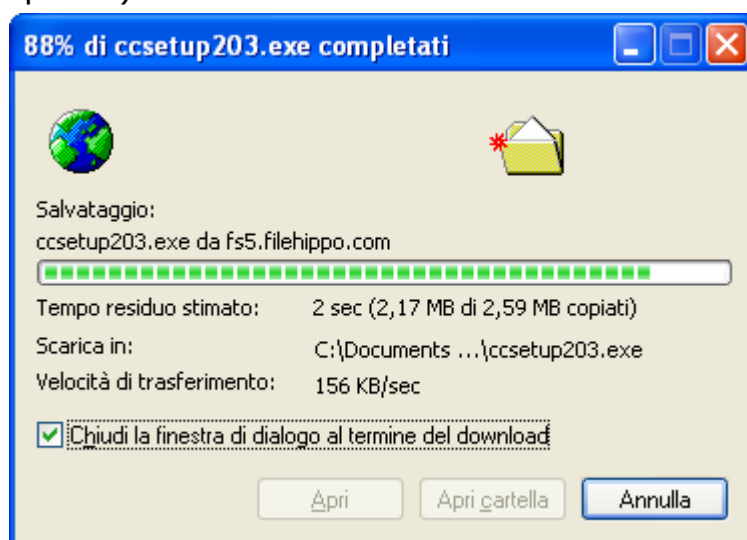 88% di ccsetup203.exe completati
Salvataggio:
ccsetup203.exe da fs5.filehippo.com
Tempo residuo stimato: 2 sec (2,17 MB di 2,59 MB copiati)
Scarica in: C:\Documents ...\ccsetup203.exe
Velocità di trasferimento: 156 KB/sec
Chiudi la finestra di dialogo al termine del download
Apri Apri cartella Annulla